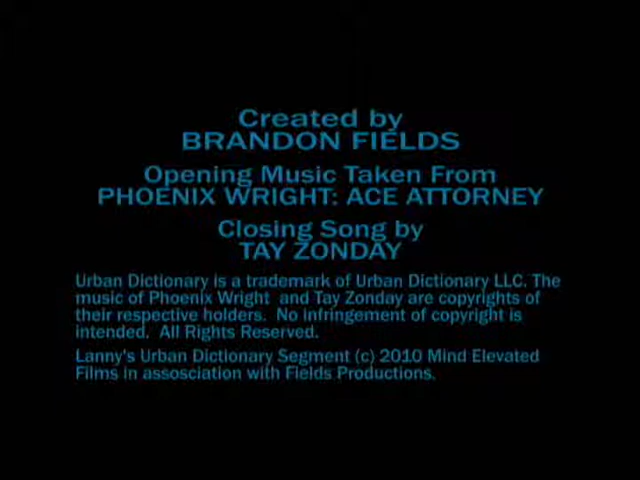 Created by
BRANDON FIELDS
Opening Music Taken From
PHOENIX WRIGHT: ACE ATTORNEY
Closing Song by
TAY ZONDAY
Urban Dictionary is a trademark of Urban Dictionary LLC. The
music of Phoenix Wright and Tay Zonday are copyrights of
their respective holders. No infringement of copyright is
intended. All Rights Reserved.
Lanny's Urban Dictionary Segment (c) 2010 Mind Elevated
Films in assosciation with Fields Productions.